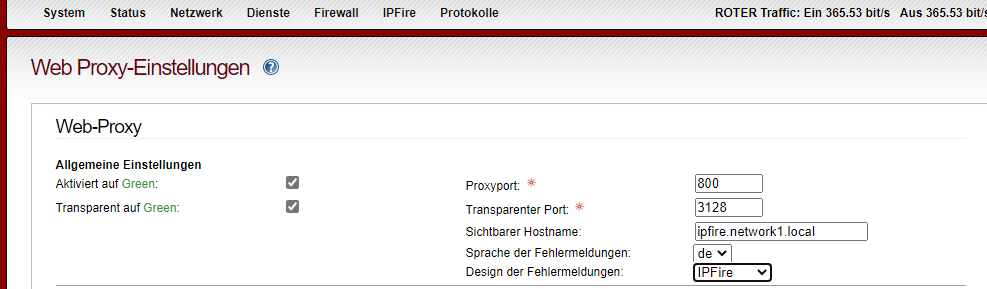 System Status Netzwerk Dienste Firewall IPFire Protokolle ROTER Traffic: Ein 365.53 bit/s Aus 365.53 bit/s
Web Proxy-Einstellungen ?
Web-Proxy
Allgemeine Einstellungen
Aktiviert auf Green: Proxyport: 800
Transparent auf Green: Transparenter Port: 3128
Sichtbarer Hostname: ipfire.network1.local
Sprache der Fehlermeldungen: de
Design der Fehlermeldungen: IPFire